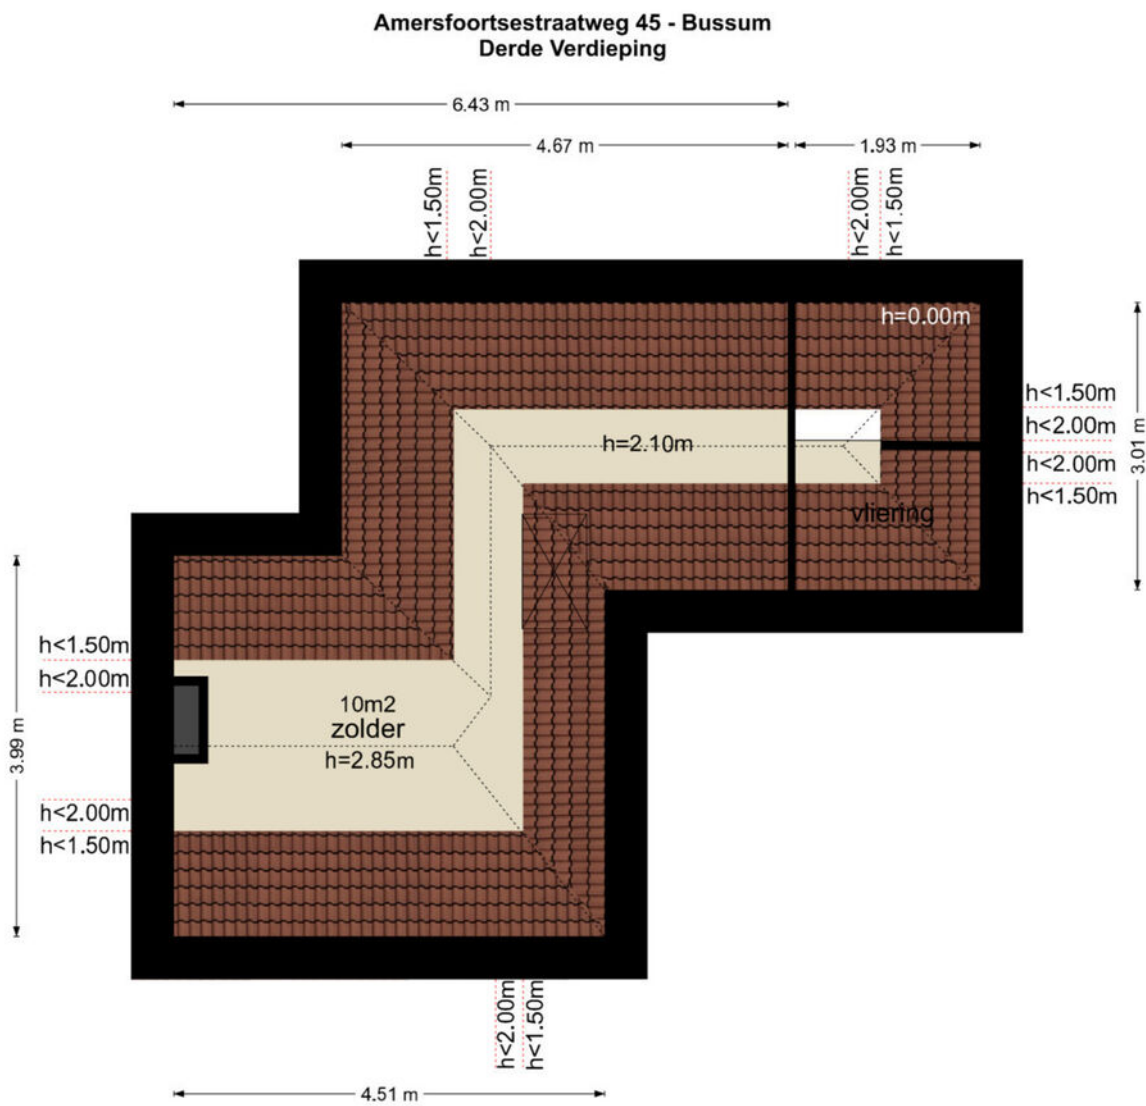 Amersfoortsestraatweg 45 - Bussum
Derde Verdieping
6.43 m
4.67 m
1.93 m
h<1.50m
h<2.00m
h<2.00m
h<1.50m
h=0.00m
h<1.50m
h<2.00m
h<2.00m
h<1.50m
3.01 m
h=2.10m
vliering
h<1.50m
h<2.00m
3.99 m
10m2
zolder
h=2.85m
h<2.00m
h<1.50m
h<2.00m
h<1.50m
4.51 m